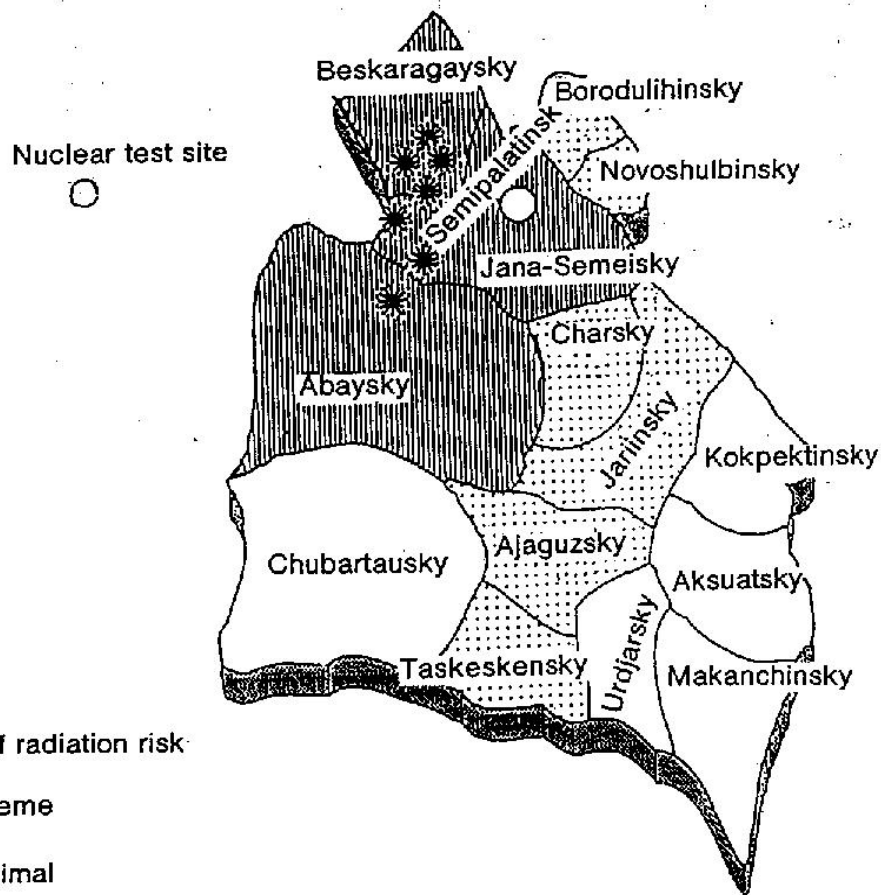 Beskaragaysky
Borodulihinsky
Nuclear test site
Semipalatinsk
Novoshulbinsky
Jana-Semeisky
Charsky
Abaysky
Jariinsky
Kokpektinsky
Ajaguzsky
Chubartausky
Aksuatsky
Urdjarsky
Taskeskensky
Makanchinsky
f radiation risk
eme
imal